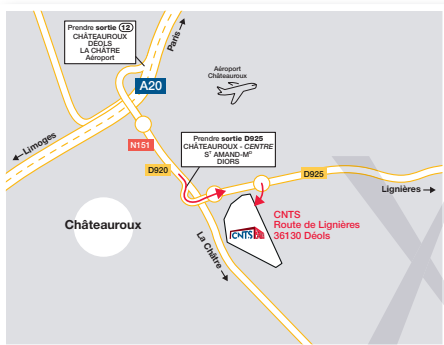 Prendre sortie 12
CHÂTEAUROUX
DÉOLS
LA CHÂTRE
Aéroport
Paris
A20
Aéroport
Châteauroux
Limoges
N151
Prendre sortie D925
CHÂTEAUROUX - CENTRE
Sᵗ AMAND-Mᴰ
DIORS
D920
D925
Lignières
Châteauroux
CNTS
Route de Lignières
36130 Déols
CNTS
La Châtre